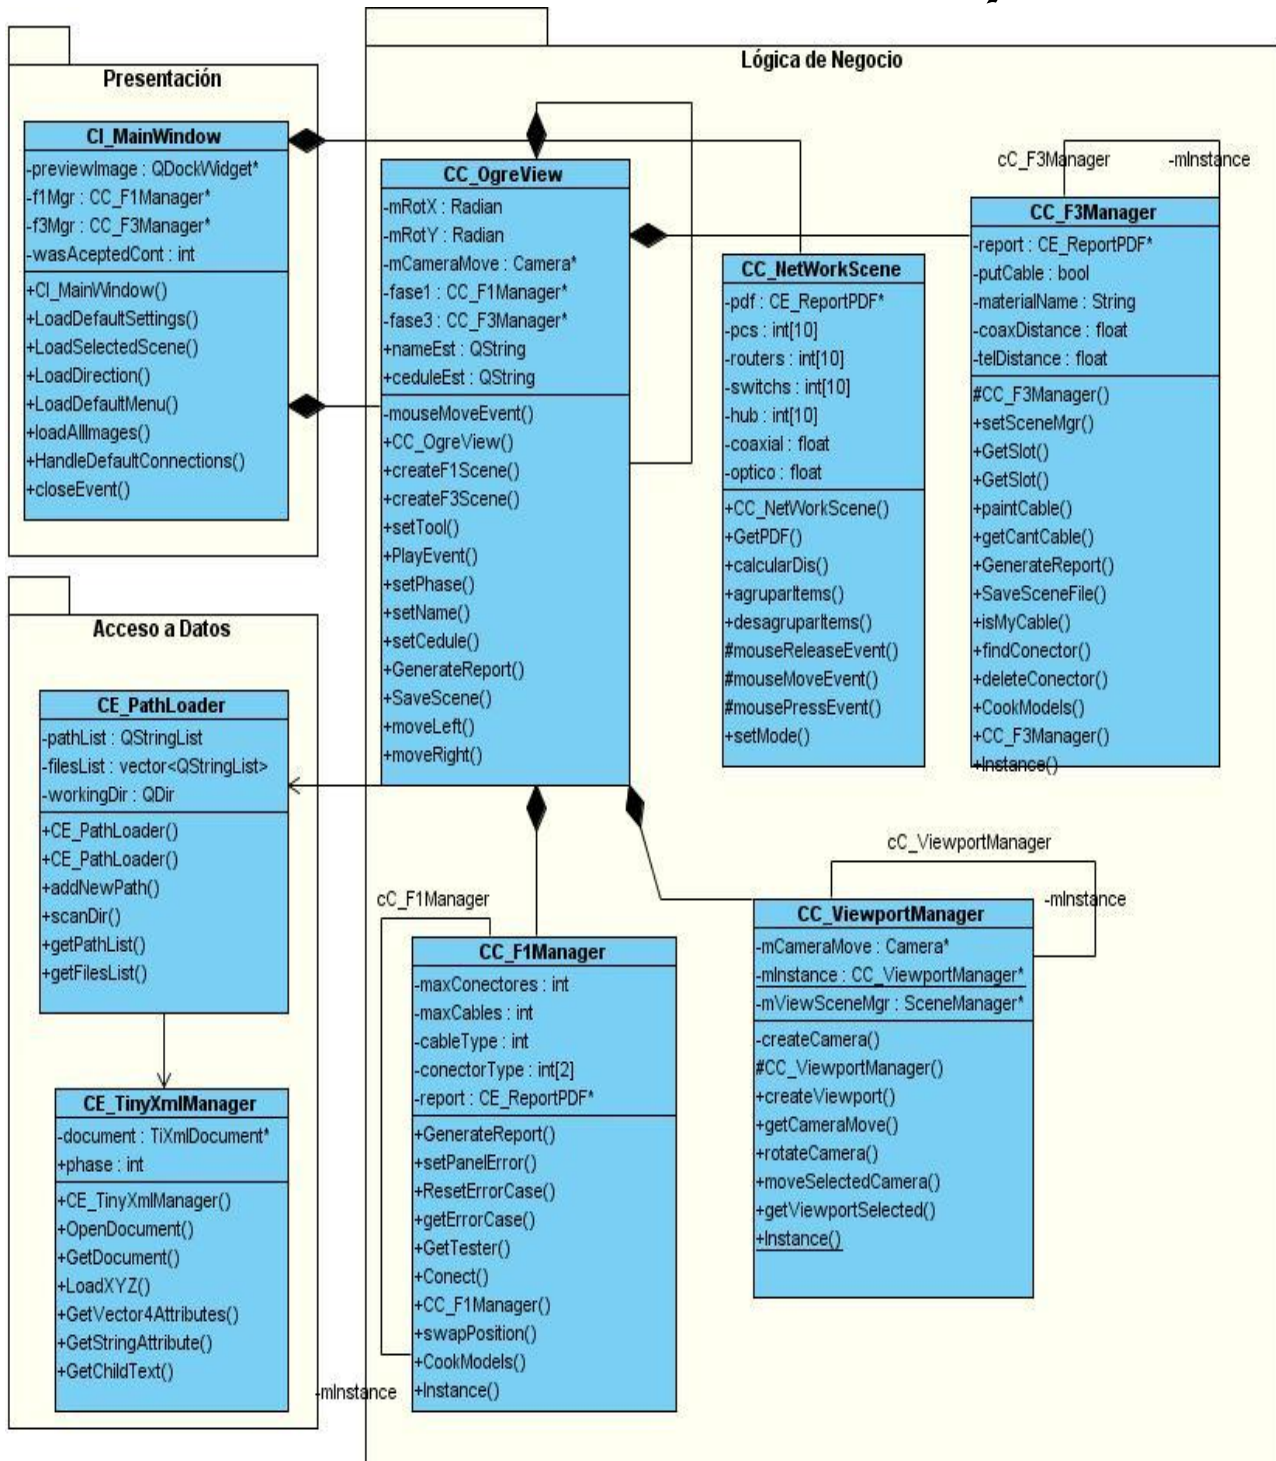 Presentación
CI_MainWindow
-previewImage : QDockWidget*
-f1Mgr : CC_F1Manager*
-f3Mgr : CC_F3Manager*
-wasAceptedCont : int
+CI_MainWindow()
+LoadDefaultSettings()
+LoadSelectedScene()
+LoadDirection()
+LoadDefaultMenu()
+loadAllImages()
+HandleDefaultConnections()
+closeEvent()
Acceso a Datos
CE_PathLoader
-pathList : QStringList
-filesList : vector<QStringList>
-workingDir : QDir
+CE_PathLoader()
+CE_PathLoader()
+addNewPath()
+scanDir()
+getPathList()
+getFilesList()
CE_TinyXmlManager
-document : TiXmlDocument*
+phase : int
+CE_TinyXmlManager()
+OpenDocument()
+GetDocument()
+LoadXYZ()
+GetVector4Attributes()
+GetStringAttribute()
+GetChildText()
Lógica de Negocio
CC_OgreView
-mRotX : Radian
-mRotY : Radian
-mCameraMove : Camera*
-fase1 : CC_F1Manager*
-fase3 : CC_F3Manager*
+nameEst : QString
+ceduleEst : QString
-mouseMoveEvent()
+CC_OgreView()
+createF1Scene()
+createF3Scene()
+setTool()
+PlayEvent()
+setPhase()
+setName()
+setCedule()
+GenerateReport()
+SaveScene()
+moveLeft()
+moveRight()
CC_NetWorkScene
-pdf : CE_ReportPDF*
-pcs : int[10]
-routers : int[10]
-switchs : int[10]
-hub : int[10]
-coaxial : float
-optico : float
+CC_NetWorkScene()
+GetPDF()
+calcularDis()
+agruparItems()
+desagruparItems()
#mouseReleaseEvent()
#mouseMoveEvent()
#mousePressEvent()
+setMode()
cC_F3Manager
-mInstance
CC_F3Manager
-report : CE_ReportPDF*
-putCable : bool
-materialName : String
-coaxDistance : float
-telDistance : float
#CC_F3Manager()
+setSceneMgr()
+GetSlot()
+GetSlot()
+paintCable()
+getCantCable()
+GenerateReport()
+SaveSceneFile()
+isMyCable()
+findConector()
+deleteConector()
+CookModels()
+CC_F3Manager()
+Instance()
cC_F1Manager
CC_F1Manager
-maxConectores : int
-maxCables : int
-cableType : int
-conectorType : int[2]
-report : CE_ReportPDF*
+GenerateReport()
+setPanelError()
+ResetErrorCase()
+getErrorCase()
+GetTester()
+Conect()
+CC_F1Manager()
+swapPosition()
+CookModels()
+Instance()
-mInstance
cC_ViewportManager
-mInstance
CC_ViewportManager
-mCameraMove : Camera*
-mInstance : CC_ViewportManager*
-mViewSceneMgr : SceneManager*
-createCamera()
#CC_ViewportManager()
+createViewport()
+getCameraMove()
+rotateCamera()
+moveSelectedCamera()
+getViewportSelected()
+Instance()